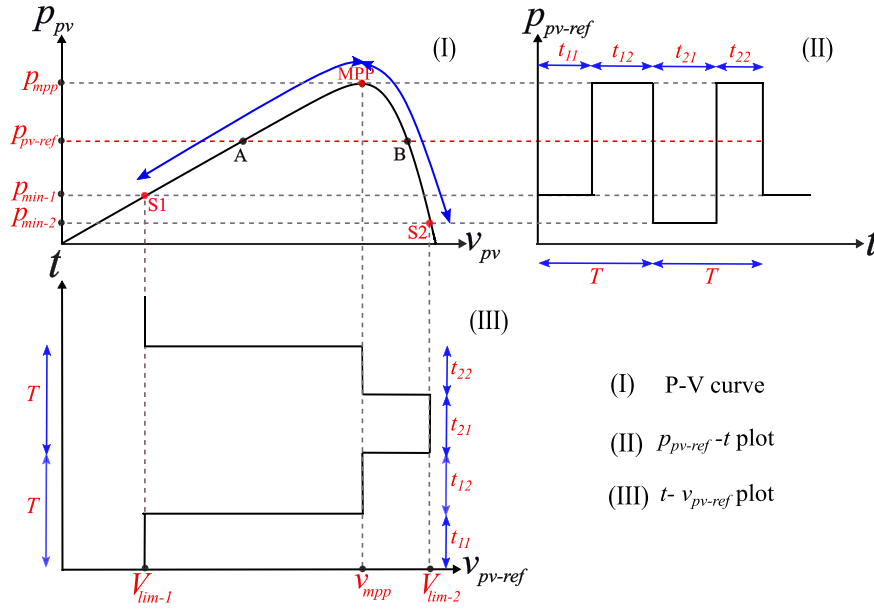 p_pv
(I)
p_pv-ref
(II)
t_11
t_12
t_21
t_22
MPP
p_mpp
p_pv-ref
A
B
p_min-1
S1
p_min-2
S2
v_pv
t
t
T
T
(III)
T
t_22
t_21
T
t_12
t_11
V_lim-1
v_mpp
V_lim-2
v_pv-ref
(I) P-V curve
(II) p_pv-ref -t plot
(III) t- v_pv-ref plot